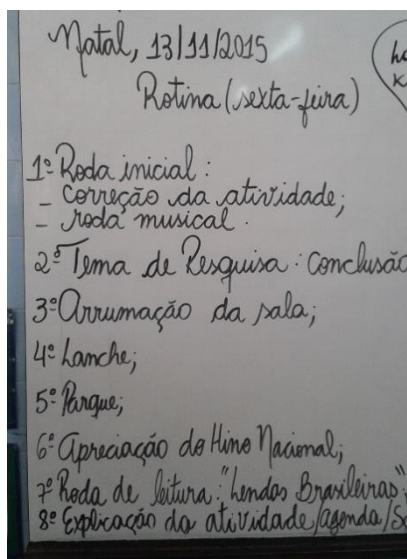 Natal, 13/11/2015
Rotina (sexta-feira)
1º Roda inicial:
- correção da atividade;
- roda musical.
2º Tema de Pesquisa: conclusão
3º Arrumação da sala;
4º Lanche;
5º Parque;
6º Apreciação do Hino Nacional;
7º Roda de leitura: "Lendas Brasileiras";
8º Explicação da atividade/agenda/